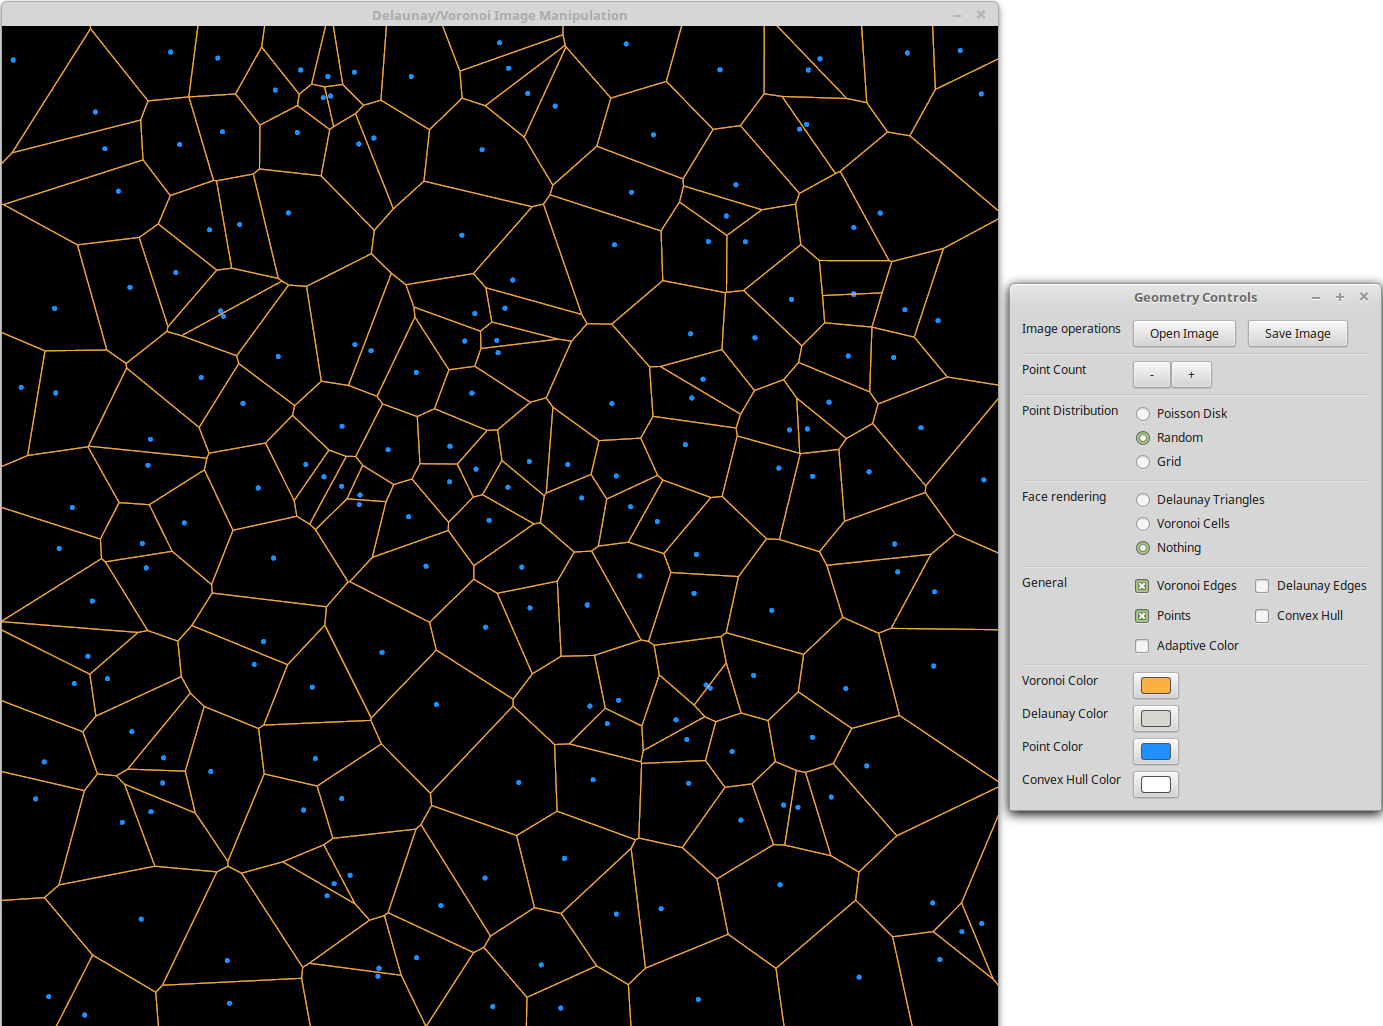 Delaunay/Voronoi Image Manipulation
Geometry Controls
Image operations Open Image Save Image
Point Count - +
Point Distribution Poisson Disk
Random
Grid
Face rendering Delaunay Triangles
Voronoi Cells
Nothing
General Voronoi Edges Delaunay Edges
Points Convex Hull
Adaptive Color
Voronoi Color
Delaunay Color
Point Color
Convex Hull Color